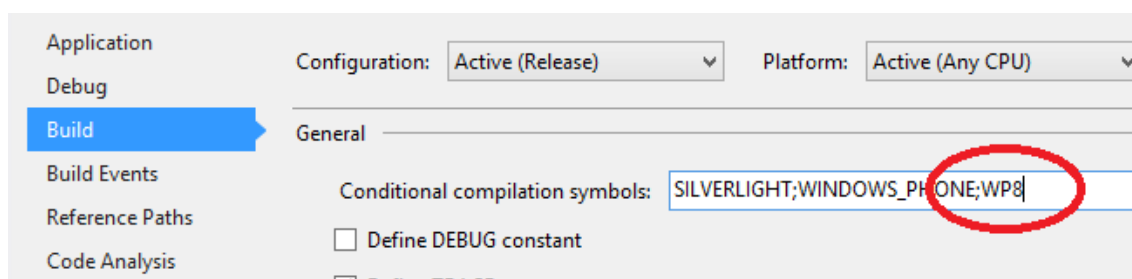 Application
Configuration: Active (Release) Platform: Active (Any CPU)
Debug
Build
General
Build Events
Conditional compilation symbols: SILVERLIGHT;WINDOWS_PHONE;WP8
Reference Paths
Define DEBUG constant
Code Analysis